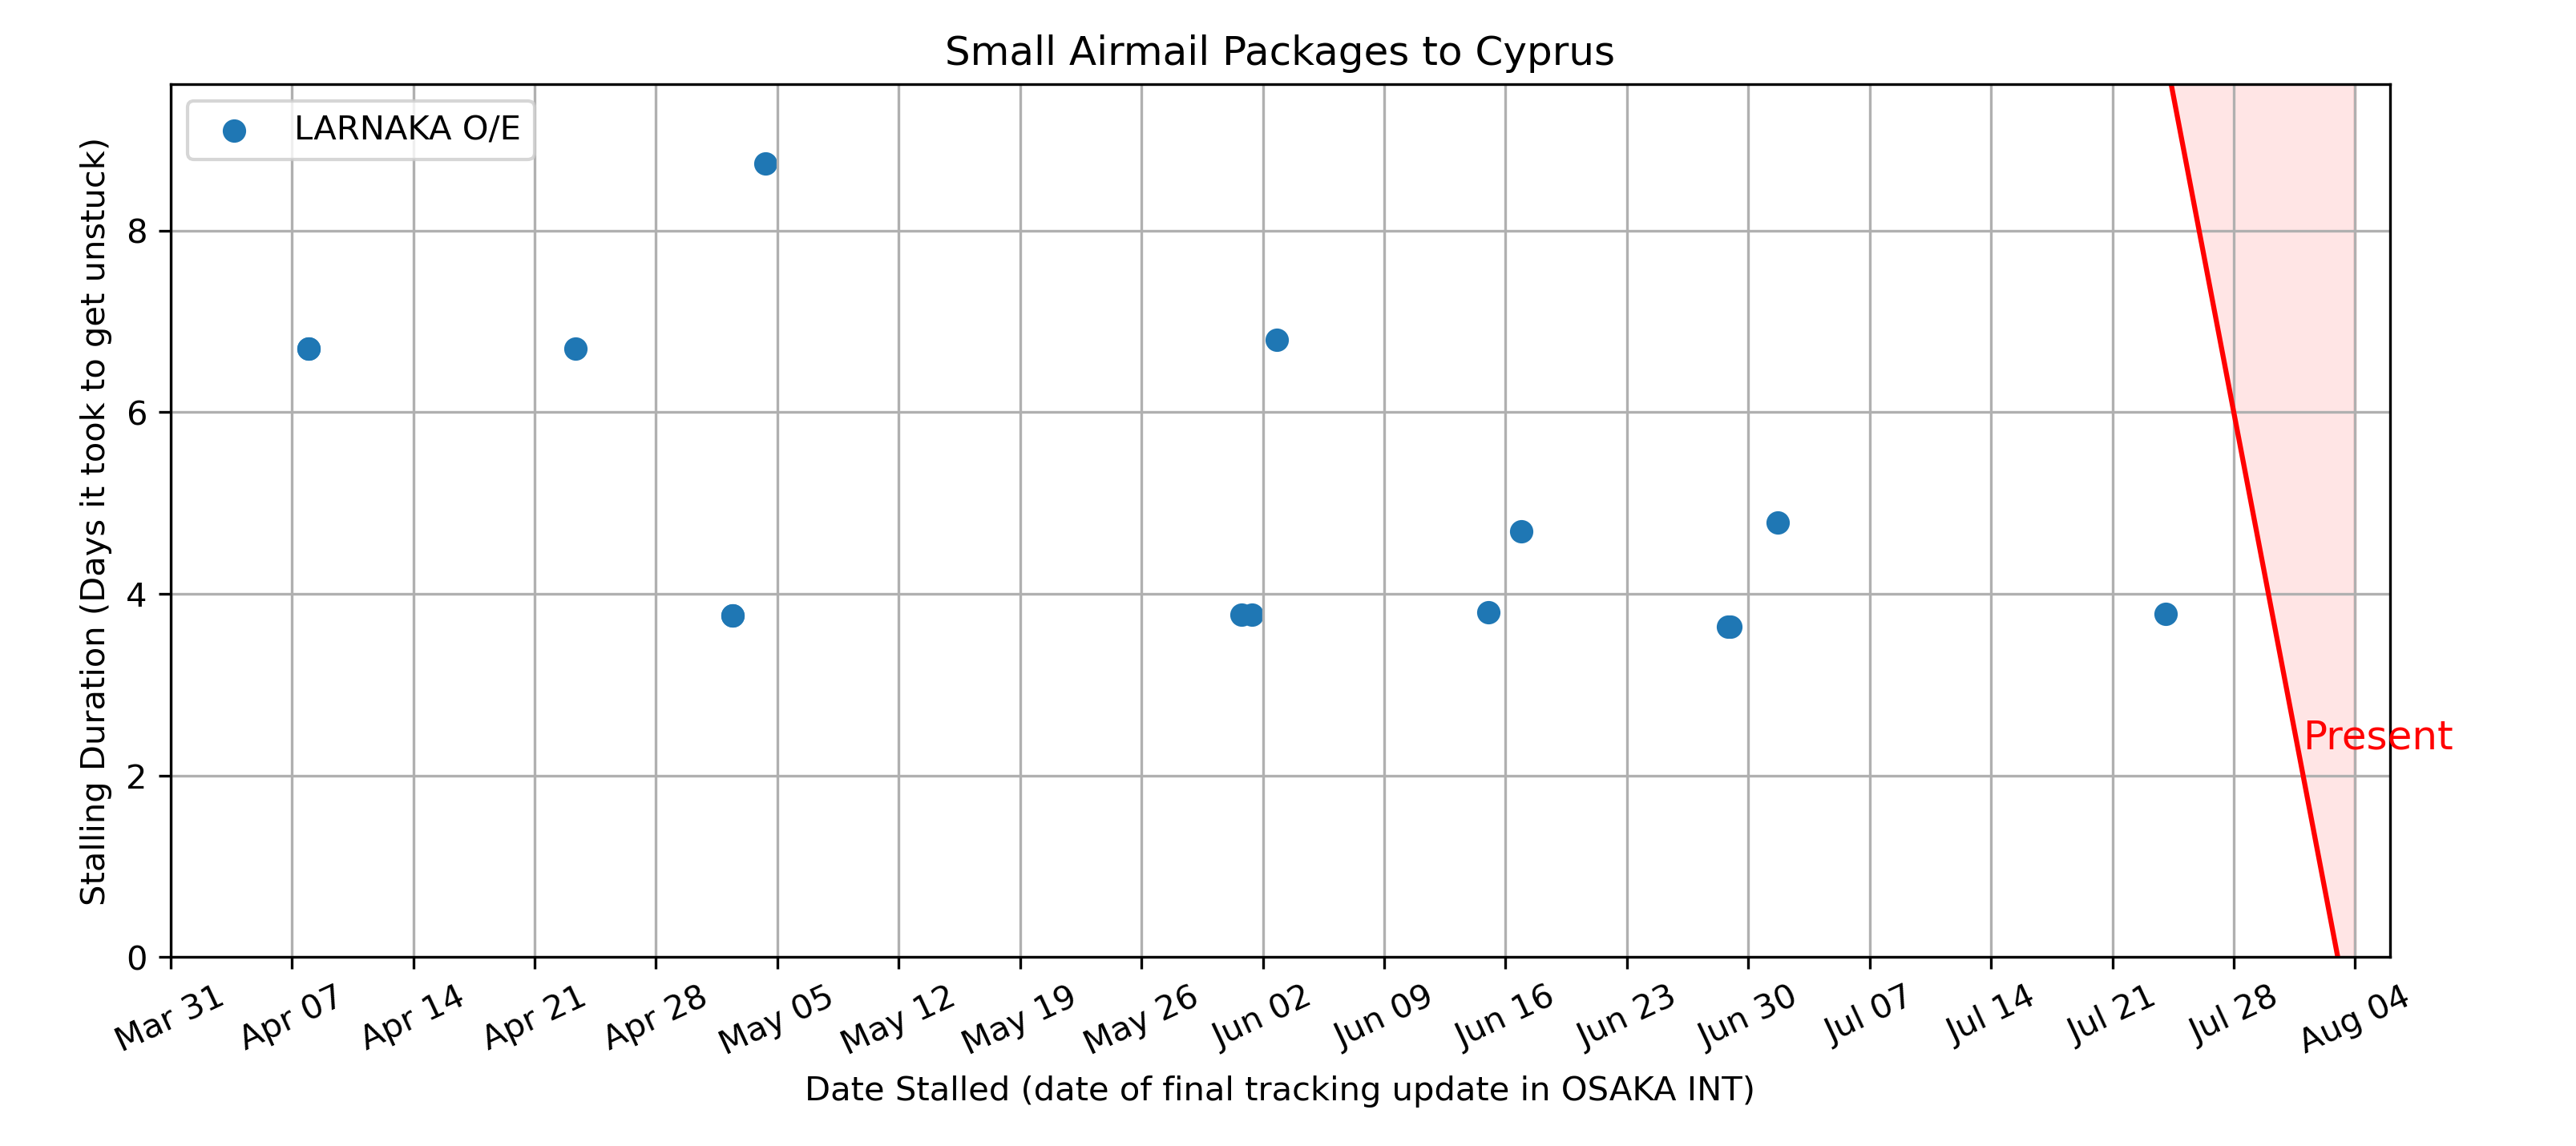 Small Airmail Packages to Cyprus
LARNAKA O/E
Stalling Duration (Days it took to get unstuck)
8
6
4
2
0
Present
Mar 31
Apr 07
Apr 14
Apr 21
Apr 28
May 05
May 12
May 19
May 26
Jun 02
Jun 09
Jun 16
Jun 23
Jun 30
Jul 07
Jul 14
Jul 21
Jul 28
Aug 04
Date Stalled (date of final tracking update in OSAKA INT)